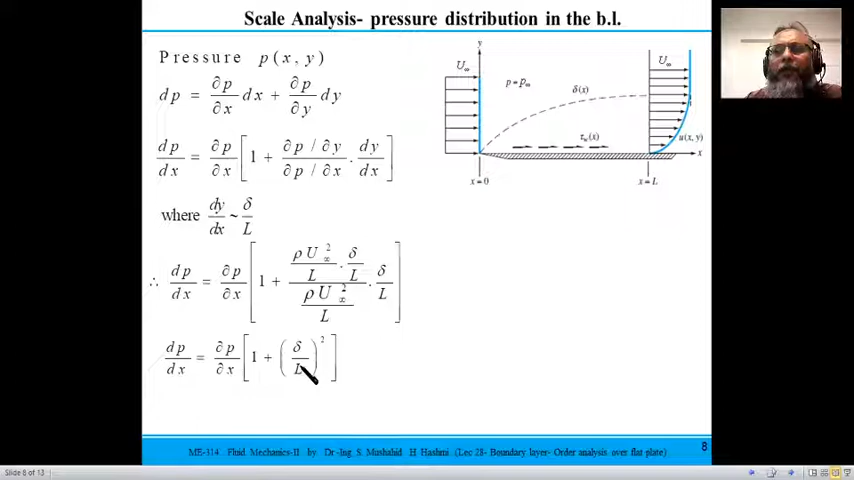 Scale Analysis- pressure distribution in the b.l.
Pressure p(x, y)
dp = ∂p/∂x dx + ∂p/∂y dy
dp/dx = ∂p/∂x [1 + (∂p/∂y)/(∂p/∂x) . dy/dx]
where dy/dx ~ δ/L
∴ dp/dx = ∂p/∂x [1 + (ρU∞²/L . δ/L)/(ρU∞²/L) . δ/L]
dp/dx = ∂p/∂x [1 + (δ/L)²]
y
U∞
p = p∞
δ(x)
U∞
τw(x)
u(x, y)
x
x = 0
x = L
ME-314 Fluid Mechanics-II by Dr-Ing. S. Mushahid H. Hashmi. (Lec 28- Boundary layer- Order analysis over flat plate)
8
Slide 8 of 13